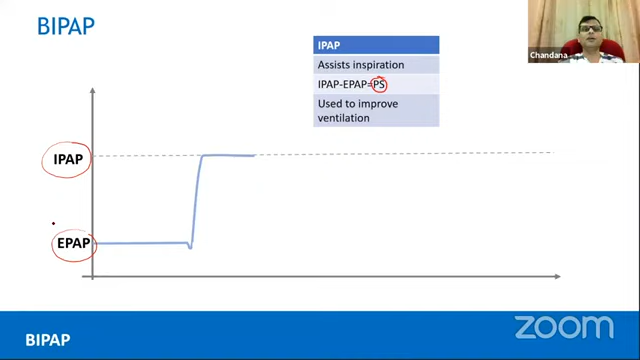 BIPAP
IPAP
Assists inspiration
IPAP-EPAP=PS
Used to improve
ventilation
Chandana
IPAP
EPAP
zoom
BIPAP